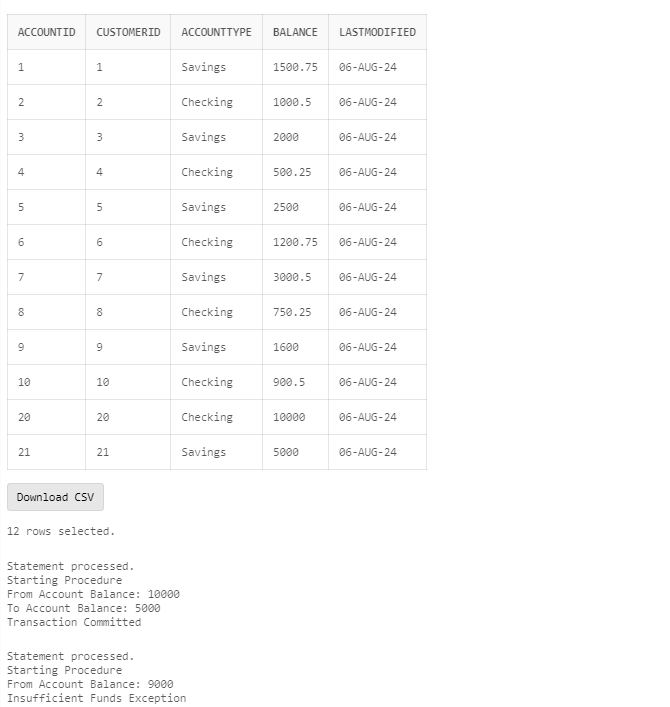 ACCOUNTID CUSTOMERID ACCOUNTTYPE BALANCE LASTMODIFIED
1 1 Savings 1500.75 06-AUG-24
2 2 Checking 1000.5 06-AUG-24
3 3 Savings 2000 06-AUG-24
4 4 Checking 500.25 06-AUG-24
5 5 Savings 2500 06-AUG-24
6 6 Checking 1200.75 06-AUG-24
7 7 Savings 3000.5 06-AUG-24
8 8 Checking 750.25 06-AUG-24
9 9 Savings 1600 06-AUG-24
10 10 Checking 900.5 06-AUG-24
20 20 Checking 10000 06-AUG-24
21 21 Savings 5000 06-AUG-24
Download CSV
12 rows selected.
Statement processed.
Starting Procedure
From Account Balance: 10000
To Account Balance: 5000
Transaction Committed
Statement processed.
Starting Procedure
From Account Balance: 9000
Insufficient Funds Exception